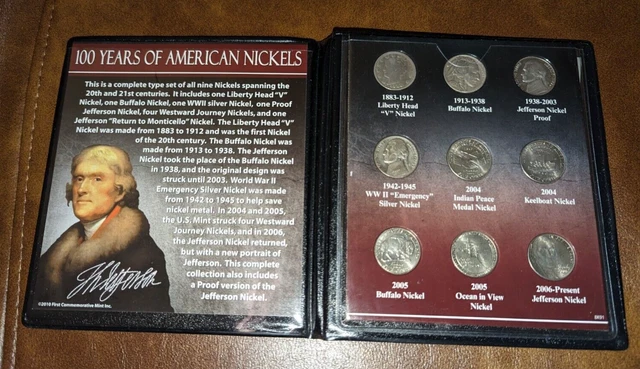 100 YEARS OF AMERICAN NICKELS
This is a complete type set of all nine Nickels spanning the
20th and 21st centuries. It includes one Liberty Head "V"
Nickel, one Buffalo Nickel, one WWII silver Nickel, one Proof
Jefferson Nickel, four Westward Journey Nickels, and one
Jefferson "Return to Monticello" Nickel. The Liberty Head "V"
Nickel was made from 1883 to 1912 and was the first Nickel
of the 20th century. The Buffalo Nickel was
made from 1913 to 1938. The Jefferson
Nickel took the place of the Buffalo Nickel
in 1938, and the original design was
struck until 2003. World War II
Emergency Silver Nickel was made
from 1942 to 1945 to help save
nickel metal. In 2004 and 2005,
the U.S. Mint struck four Westward
Journey Nickels, and in 2006,
the Jefferson Nickel returned,
but with a new portrait of
Jefferson. This complete
collection also includes
a Proof version of the
Jefferson Nickel.
Th Jefferson
©2010 First Commemorative Mint Inc.
1883-1912
Liberty Head
"V" Nickel
1913-1938
Buffalo Nickel
1938-2003
Jefferson Nickel
Proof
1942-1945
WW II "Emergency"
Silver Nickel
2004
Indian Peace
Medal Nickel
2004
Keelboat Nickel
2005
Buffalo Nickel
2005
Ocean in View
Nickel
2006-Present
Jefferson Nickel